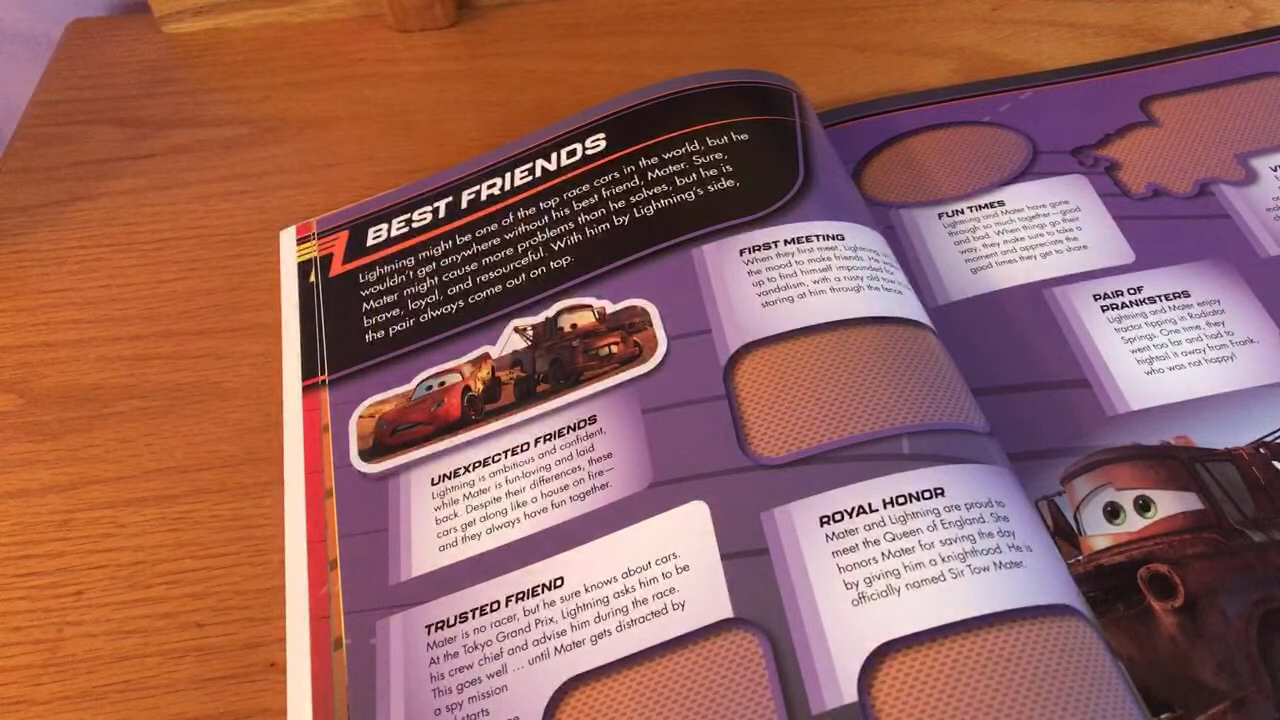 BEST FRIENDS
Lightning might be one of the top race cars in the world, but he
wouldn't get anywhere without his best friend, Mater. Sure,
Mater might cause more problems than he solves, but he is
brave, loyal, and resourceful. With him by Lightning's side,
the pair always come out on top.
UNEXPECTED FRIENDS
Lightning is ambitious and confident,
while Mater is fun-loving and laid
back. Despite their differences, these
cars get along like a house on fire—
and they always have fun together.
TRUSTED FRIEND
Mater is no racer, but he sure knows about cars.
At the Tokyo Grand Prix, Lightning asks him to be
his crew chief and advise him during the race.
This goes well ... until Mater gets distracted by
a spy mission
starts
FIRST MEETING
When they first meet, Lightning
the mood to make friends. He
up to find himself impounded for
vandalism, with a rusty old tow
staring at him through the fence
ROYAL HONOR
Mater and Lightning are proud to
meet the Queen of England. She
honors Mater for saving the day
by giving him a knighthood. He is
officially named Sir Tow Mater.
FUN TIMES
Lightning and Mater have gone
through so much together—good
and bad. When things go their
way, they make sure to take a
moment and appreciate the
good times they get to share
PAIR OF
PRANKSTERS
Lightning and Mater enjoy
tractor tipping in Radiator
Springs. One time, they
went too far and had to
hightail it away from Frank,
who was not happy!